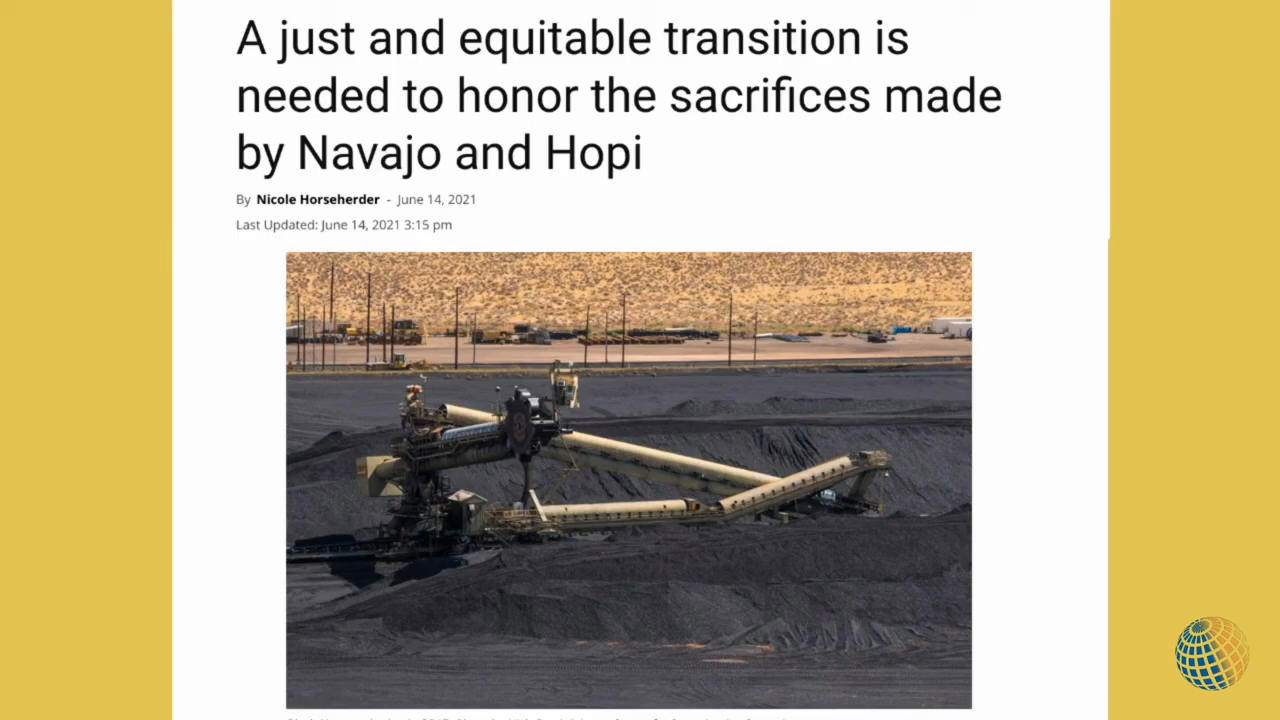 A just and equitable transition is
needed to honor the sacrifices made
by Navajo and Hopi
By Nicole Horseherder - June 14, 2021
Last Updated: June 14, 2021 3:15 pm